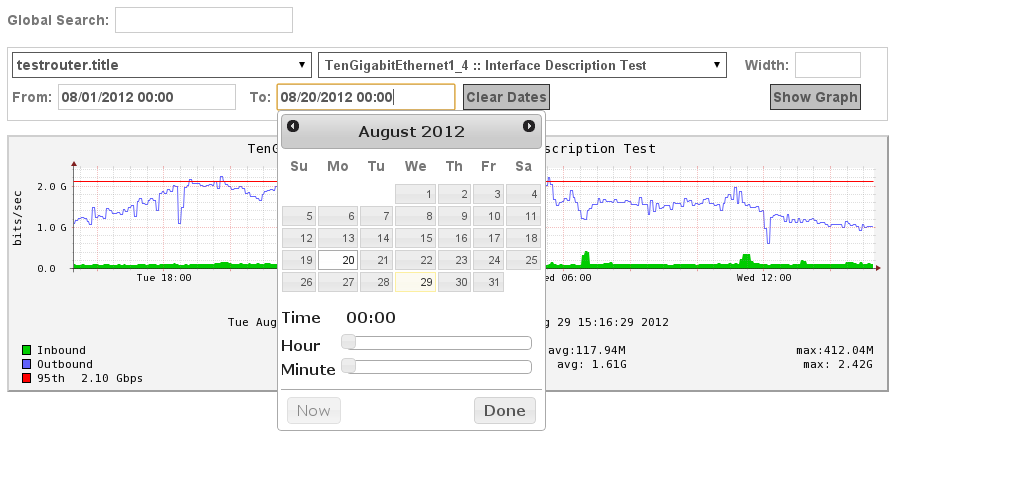 Global Search:
testrouter.title TenGigabitEthernet1_4 :: Interface Description Test Width:
From: 08/01/2012 00:00 To: 08/20/2012 00:00 Clear Dates Show Graph
August 2012
Su Mo Tu We Th Fr Sa
1 2 3 4
5 6 7 8 9 10 11
12 13 14 15 16 17 18
19 20 21 22 23 24 25
26 27 28 29 30 31
Time 00:00
Hour
Minute
Now Done
TenG scription Test
bits/sec
2.0 G
1.0 G
0.0
Tue 18:00 ed 06:00 Wed 12:00
Tue Aug g 29 15:16:29 2012
Inbound avg:117.94M max:412.04M
Outbound avg: 1.61G max: 2.42G
95th 2.10 Gbps